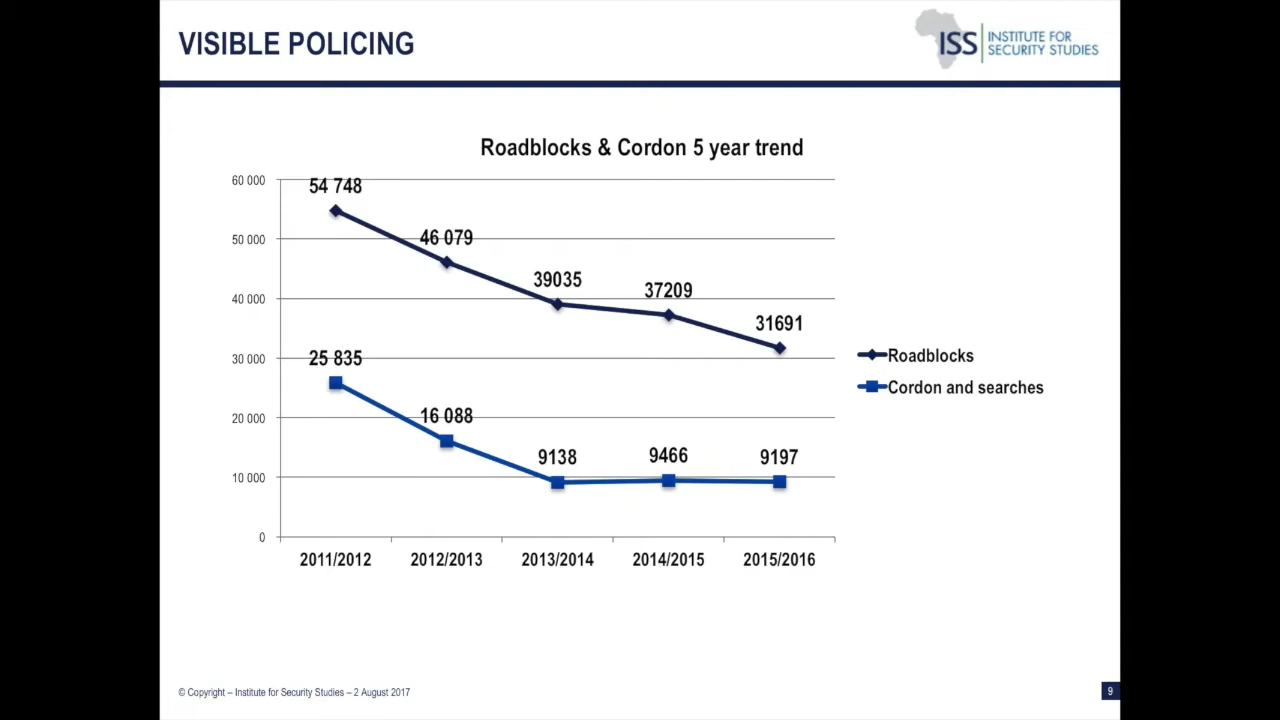 VISIBLE POLICING
ISS
INSTITUTE FOR
SECURITY STUDIES
Roadblocks & Cordon 5 year trend
60 000
50 000
40 000
30 000
20 000
10 000
0
54 748
46 079
39035
37209
31691
25 835
16 088
9138
9466
9197
2011/2012
2012/2013
2013/2014
2014/2015
2015/2016
Roadblocks
Cordon and searches
© Copyright – Institute for Security Studies – 2 August 2017
9